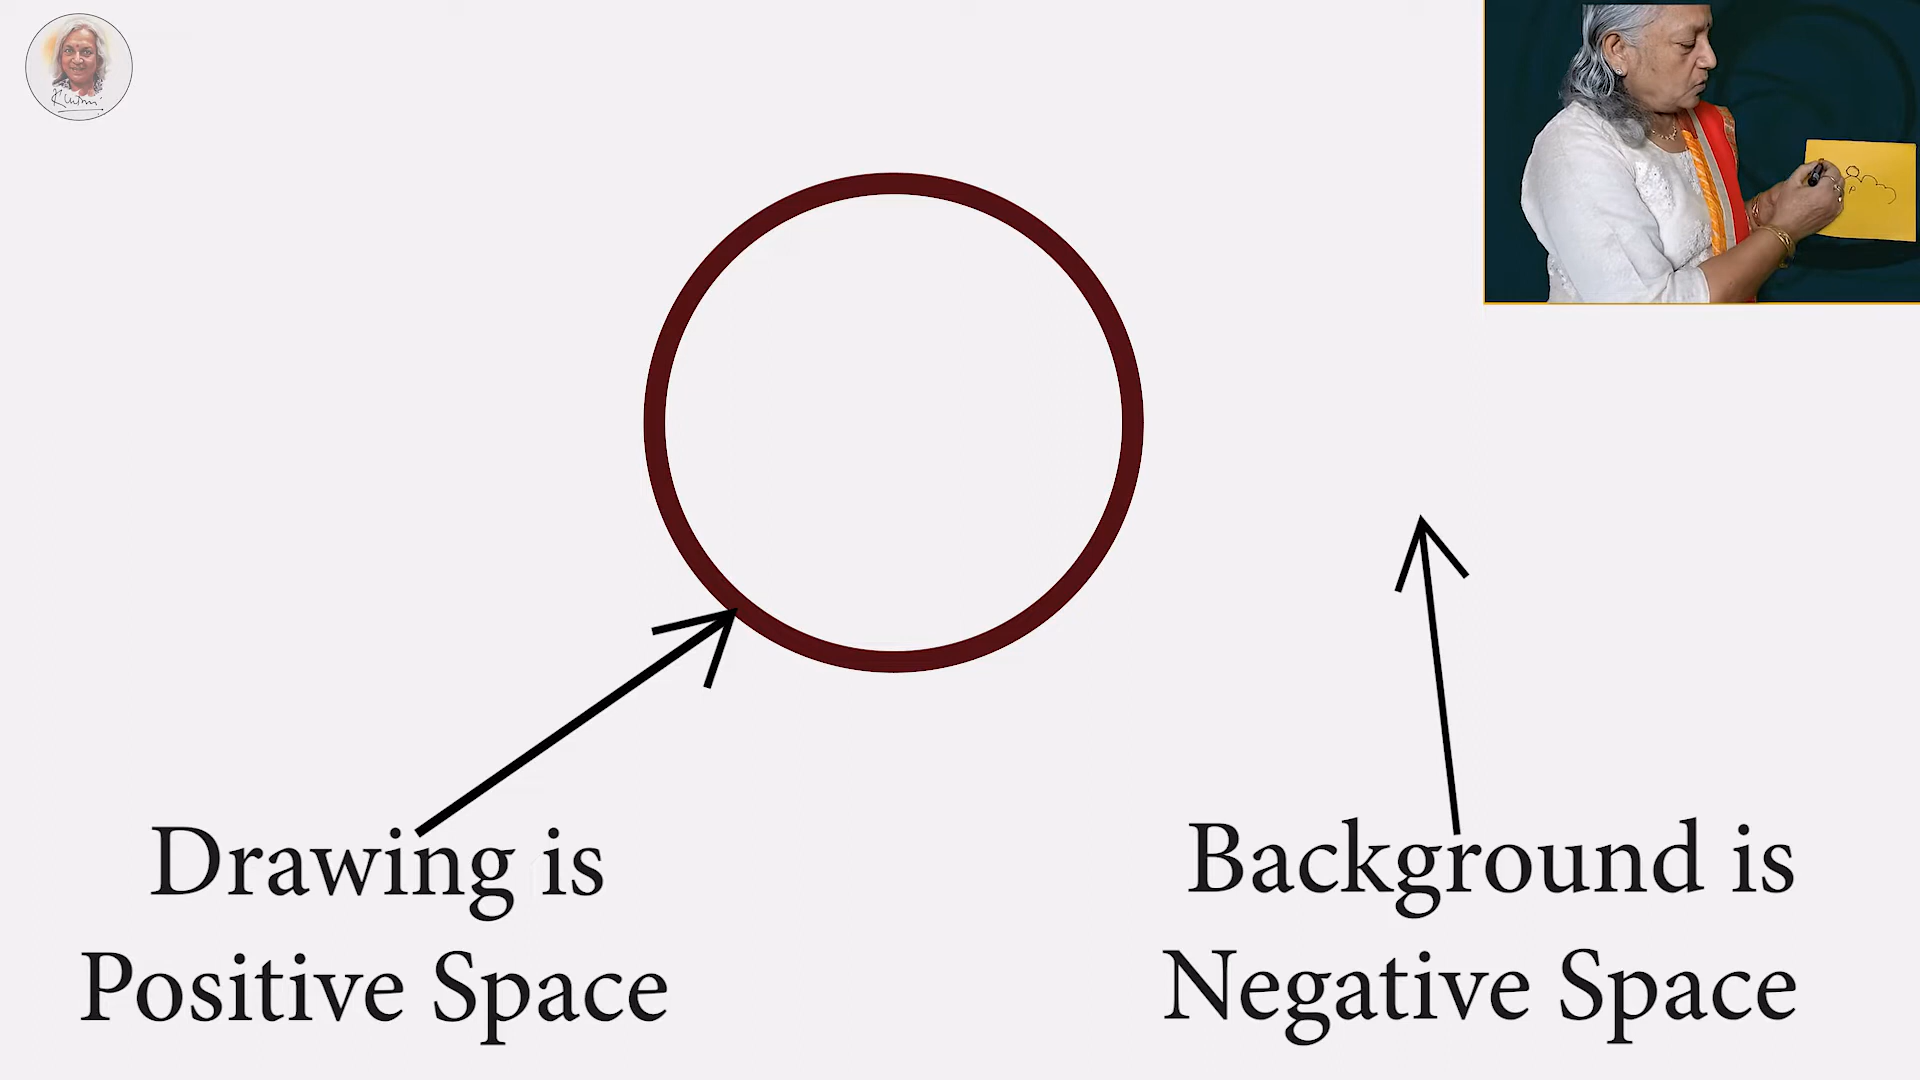 Drawing is
Positive Space
Background is
Negative Space